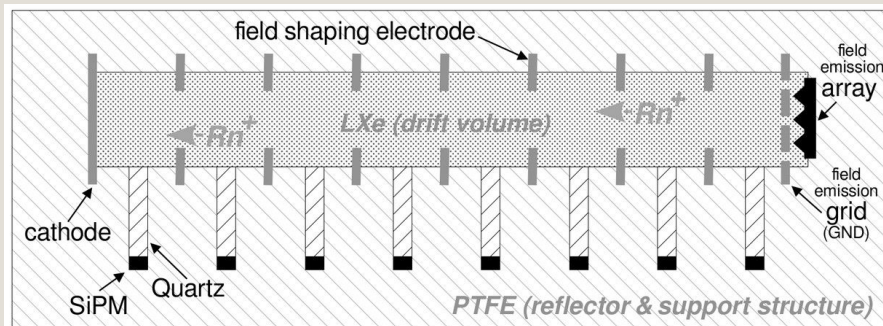 field shaping electrode
field
emission
array
LXe (drift volume)
Rn+
Rn+
field
emission
grid
(GND)
cathode
SiPM
Quartz
PTFE (reflector & support structure)